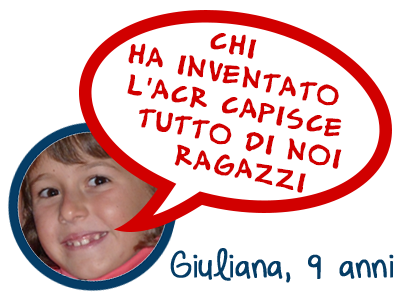 CHI
HA INVENTATO
L'ACR CAPISCE
TUTTO DI NOI
RAGAZZI
Giuliana, 9 anni